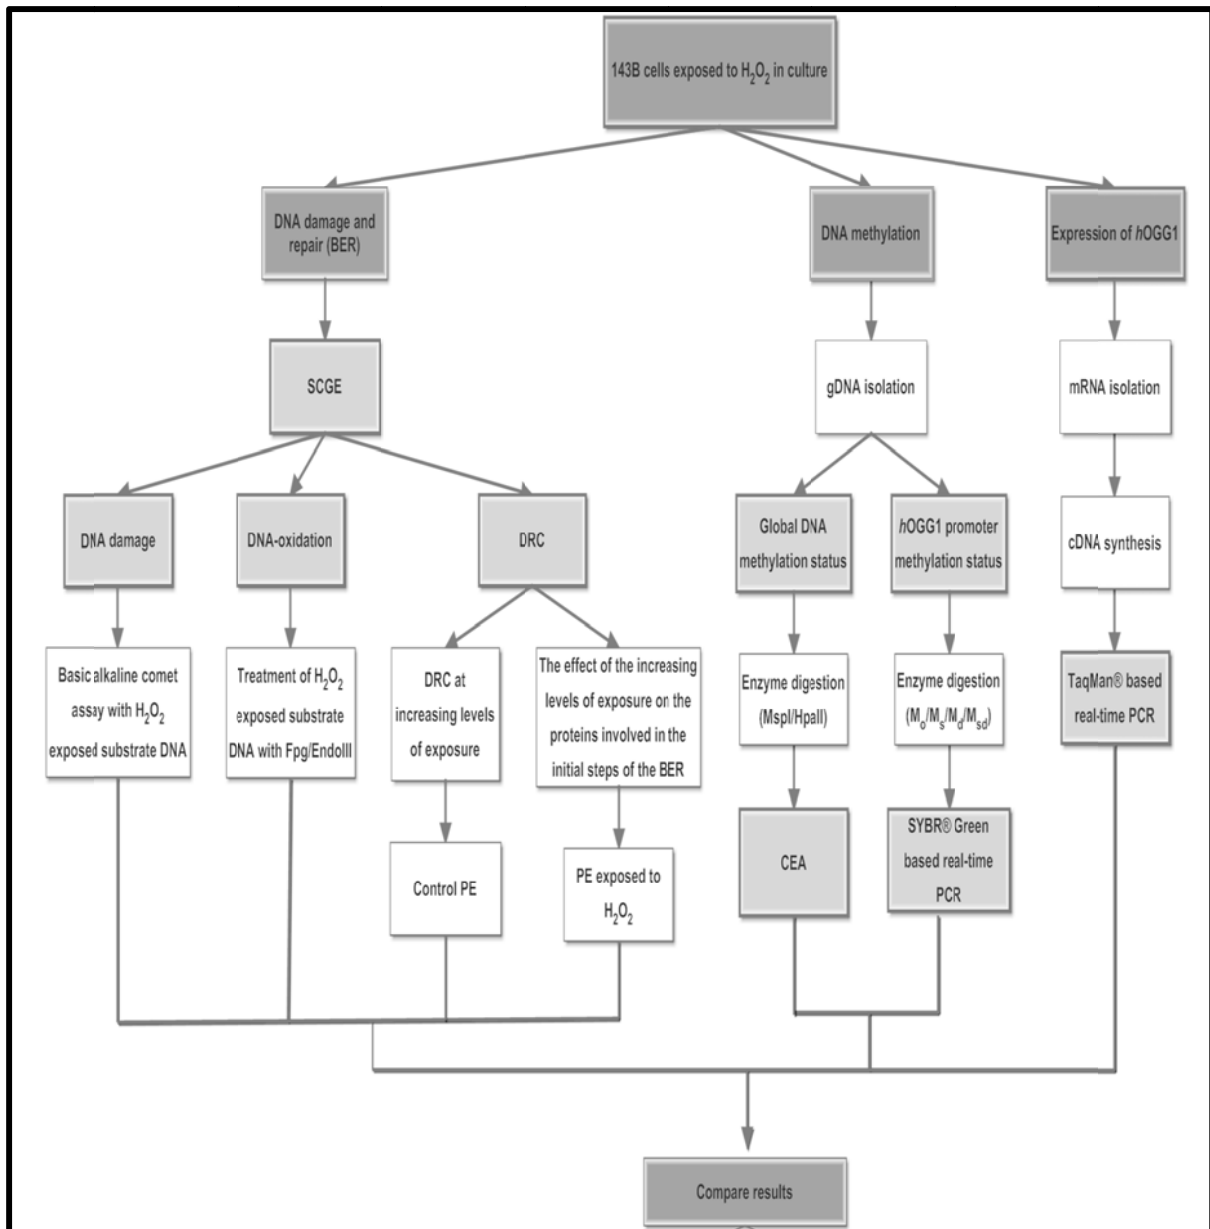 143B cells exposed to H₂O₂ in culture
DNA damage and
repair (BER)
DNA methylation
Expression of hOGG1
SCGE
gDNA isolation
mRNA isolation
DNA damage
DNA-oxidation
DRC
Global DNA
methylation status
hOGG1 promoter
methylation status
cDNA synthesis
Basic alkaline comet
assay with H₂O₂
exposed substrate DNA
Treatment of H₂O₂
exposed substrate
DNA with Fpg/EndoIII
DRC at
increasing levels
of exposure
The effect of the increasing
levels of exposure on the
proteins involved in the
initial steps of the BER
Enzyme digestion
(MspI/HpaII)
Enzyme digestion
(Mₒ/Mₛ/M_d/M_sd)
TaqMan® based
real-time PCR
Control PE
PE exposed to
H₂O₂
CEA
SYBR® Green
based real-time
PCR
Compare results